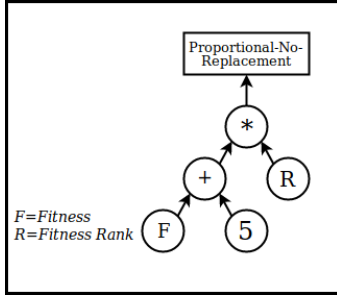 Proportional-No-
Replacement
*
+
R
F=Fitness
R=Fitness Rank
F
5